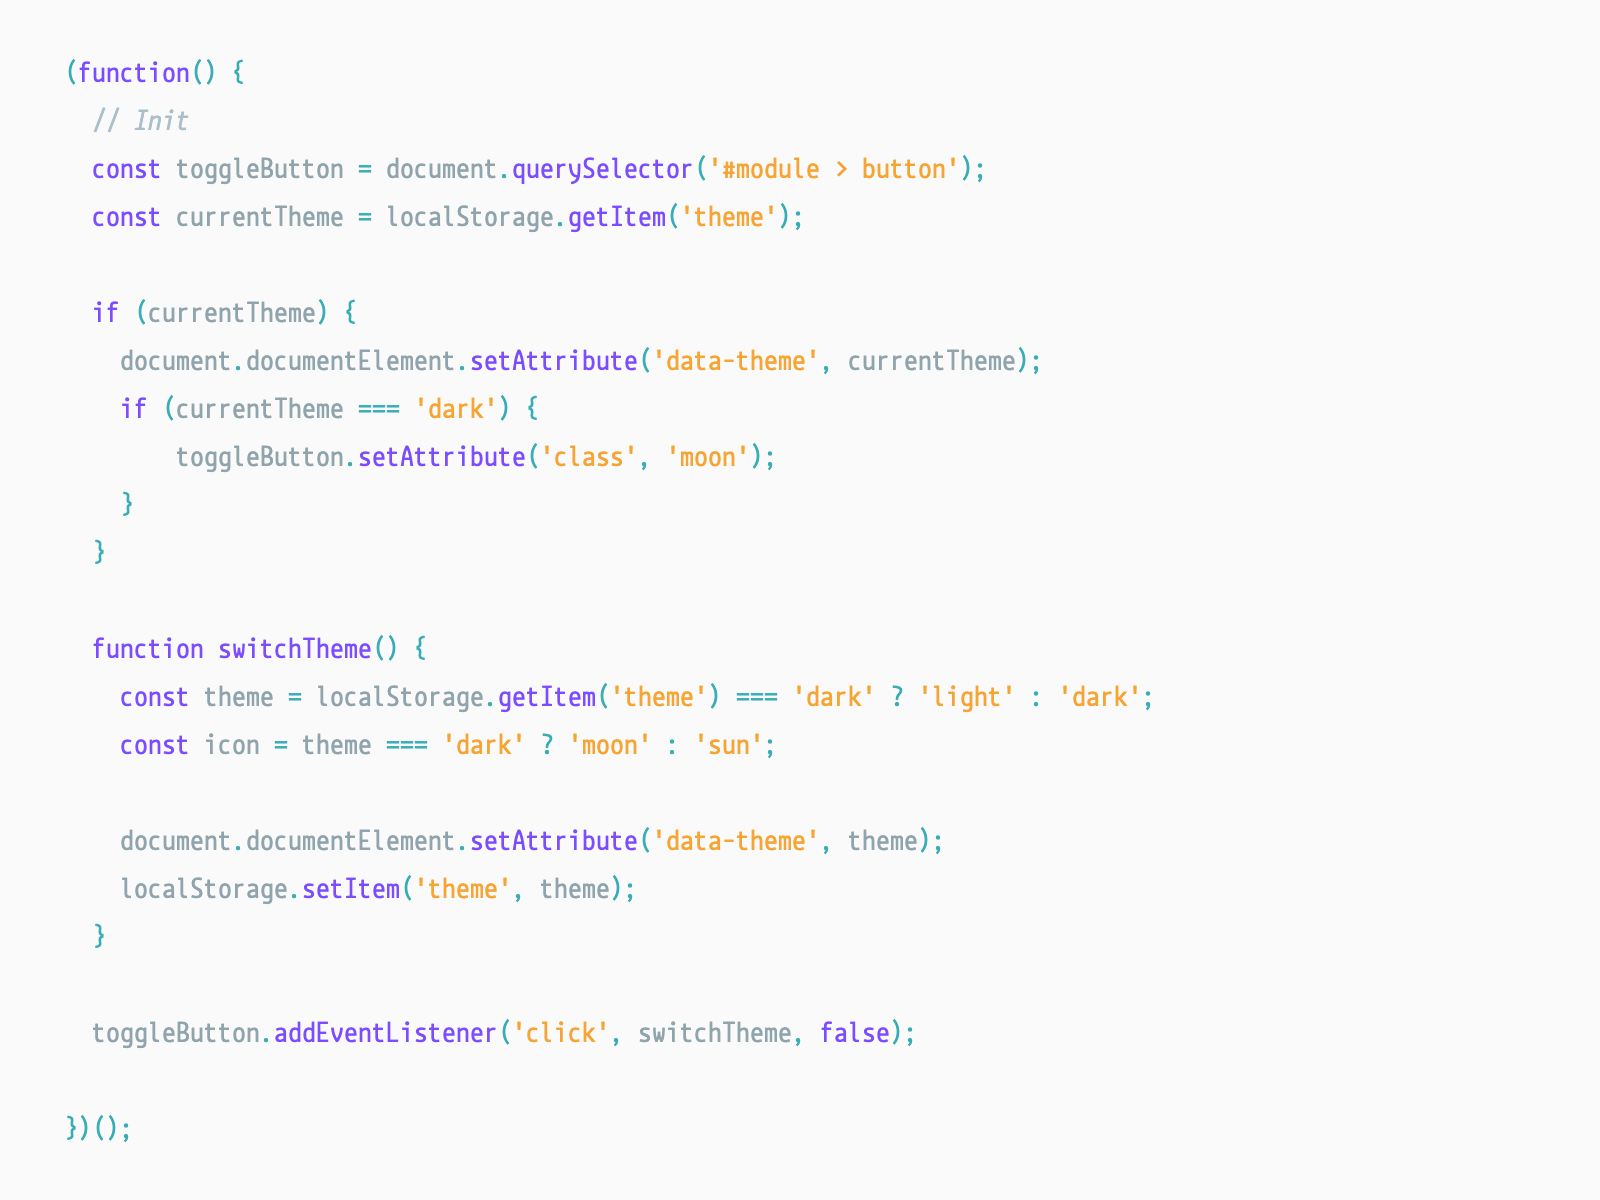 (function() {
  // Init
  const toggleButton = document.querySelector('#module > button');
  const currentTheme = localStorage.getItem('theme');

  if (currentTheme) {
    document.documentElement.setAttribute('data-theme', currentTheme);
    if (currentTheme === 'dark') {
        toggleButton.setAttribute('class', 'moon');
    }
  }

  function switchTheme() {
    const theme = localStorage.getItem('theme') === 'dark' ? 'light' : 'dark';
    const icon = theme === 'dark' ? 'moon' : 'sun';

    document.documentElement.setAttribute('data-theme', theme);
    localStorage.setItem('theme', theme);
  }

  toggleButton.addEventListener('click', switchTheme, false);

})();